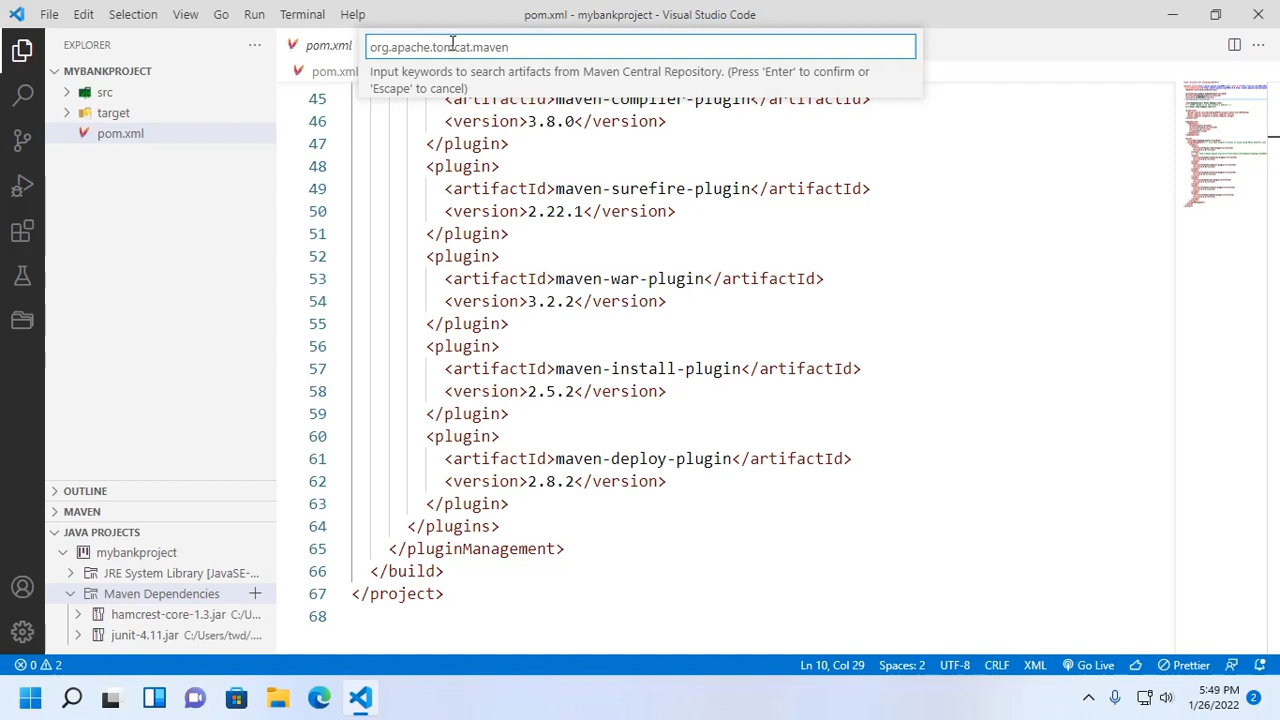 File Edit Selection View Go Run Terminal Help
pom.xml - mybankproject - Visual Studio Code
EXPLORER
MYBANKPROJECT
src
target
pom.xml
OUTLINE
MAVEN
JAVA PROJECTS
mybankproject
JRE System Library [JavaSE-...
Maven Dependencies
hamcrest-core-1.3.jar C:/U...
junit-4.11.jar C:/Users/twd/....
pom.xml
org.apache.tomcat.maven
pom.xml
Input keywords to search artifacts from Maven Central Repository. (Press 'Enter' to confirm or
'Escape' to cancel)
45 <artifactId>maven-compiler-plugin</artifactId>
46 <version>3.8.0</version>
47 </plugin>
48 <plugin>
49 <artifactId>maven-surefire-plugin</artifactId>
50 <version>2.22.1</version>
51 </plugin>
52 <plugin>
53 <artifactId>maven-war-plugin</artifactId>
54 <version>3.2.2</version>
55 </plugin>
56 <plugin>
57 <artifactId>maven-install-plugin</artifactId>
58 <version>2.5.2</version>
59 </plugin>
60 <plugin>
61 <artifactId>maven-deploy-plugin</artifactId>
62 <version>2.8.2</version>
63 </plugin>
64 </plugins>
65 </pluginManagement>
66 </build>
67 </project>
68
0 2
Ln 10, Col 29 Spaces: 2 UTF-8 CRLF XML Go Live Prettier
5:49 PM
1/26/2022
2